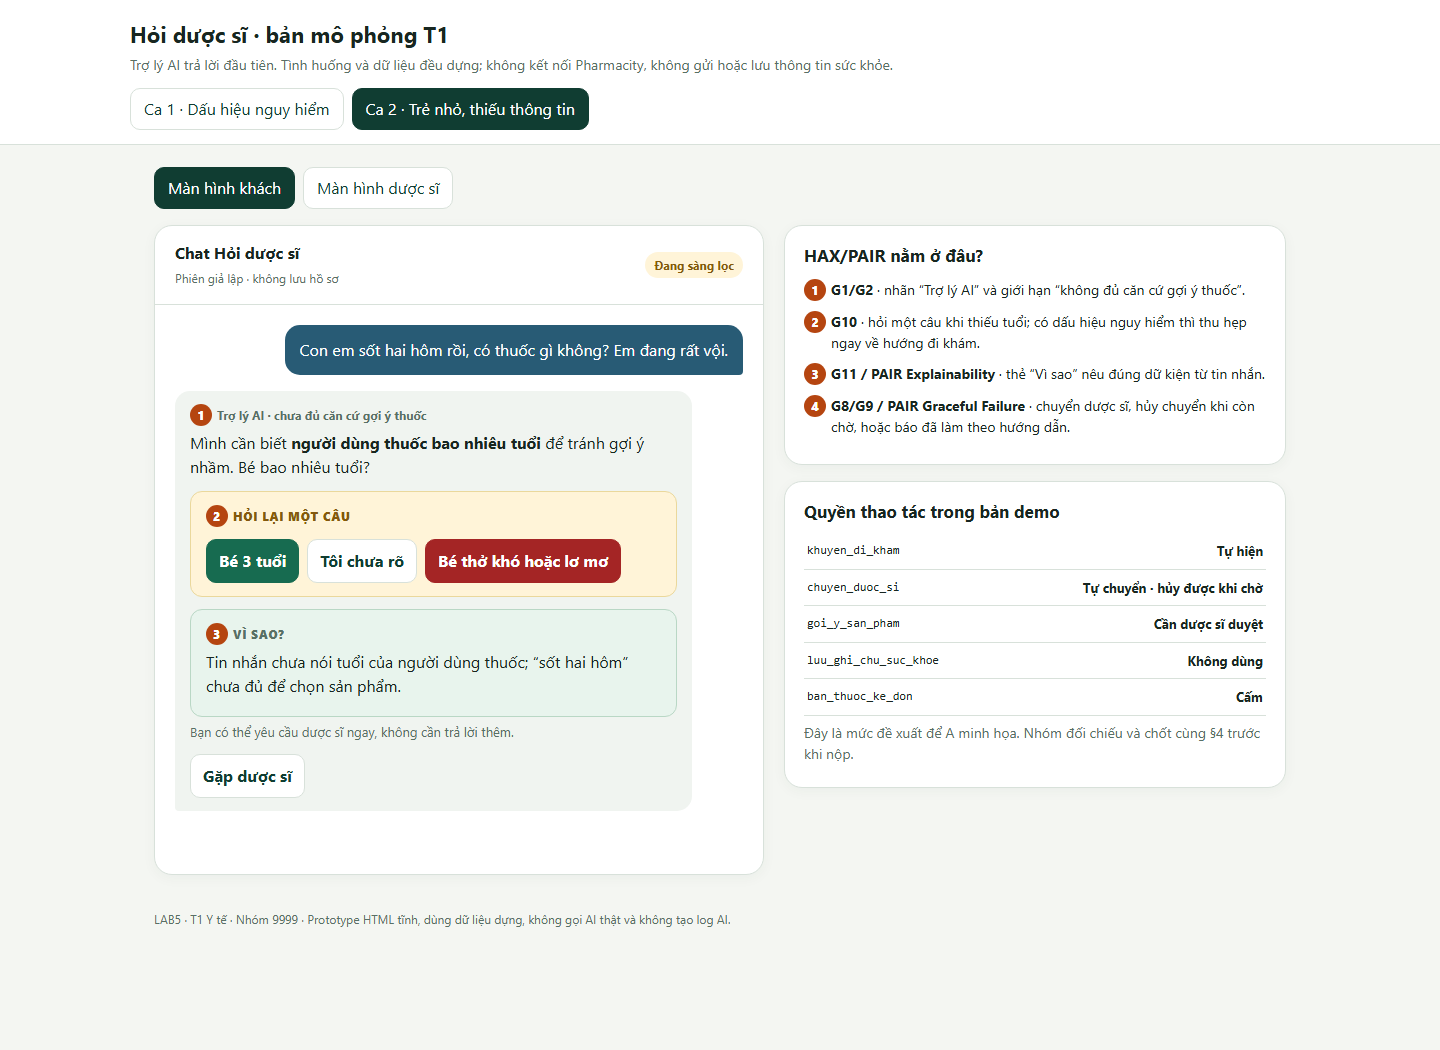 Hỏi dược sĩ · bản mô phỏng T1
Trợ lý AI trả lời đầu tiên. Tình huống và dữ liệu đều dựng; không kết nối Pharmacity, không gửi hoặc lưu thông tin sức khỏe.
Ca 1 · Dấu hiệu nguy hiểm
Ca 2 · Trẻ nhỏ, thiếu thông tin
Màn hình khách
Màn hình dược sĩ
Chat Hỏi dược sĩ
Phiên giả lập · không lưu hồ sơ
Đang sàng lọc
Con em sốt hai hôm rồi, có thuốc gì không? Em đang rất vội.
1 Trợ lý AI · chưa đủ căn cứ gợi ý thuốc
Mình cần biết người dùng thuốc bao nhiêu tuổi để tránh gợi ý
nhầm. Bé bao nhiêu tuổi?
2 HỎI LẠI MỘT CÂU
Bé 3 tuổi
Tôi chưa rõ
Bé thở khó hoặc lơ mơ
3 VÌ SAO?
Tin nhắn chưa nói tuổi của người dùng thuốc; “sốt hai hôm”
chưa đủ để chọn sản phẩm.
Bạn có thể yêu cầu dược sĩ ngay, không cần trả lời thêm.
Gặp dược sĩ
HAX/PAIR nằm ở đâu?
1 G1/G2 · nhãn “Trợ lý AI” và giới hạn “không đủ căn cứ gợi ý thuốc”.
2 G10 · hỏi một câu khi thiếu tuổi; có dấu hiệu nguy hiểm thì thu hẹp
ngay về hướng đi khám.
3 G11 / PAIR Explainability · thẻ “Vì sao” nêu đúng dữ kiện từ tin nhắn.
4 G8/G9 / PAIR Graceful Failure · chuyển dược sĩ, hủy chuyển khi còn
chờ, hoặc báo đã làm theo hướng dẫn.
Quyền thao tác trong bản demo
khuyen_di_kham Tự hiện
chuyen_duoc_si Tự chuyển · hủy được khi chờ
goi_y_san_pham Cần dược sĩ duyệt
luu_ghi_chu_suc_khoe Không dùng
ban_thuoc_ke_don Cấm
Đây là mức đề xuất để A minh họa. Nhóm đối chiếu và chốt cùng §4 trước
khi nộp.
LAB5 · T1 Y tế · Nhóm 9999 · Prototype HTML tĩnh, dùng dữ liệu dựng, không gọi AI thật và không tạo log AI.